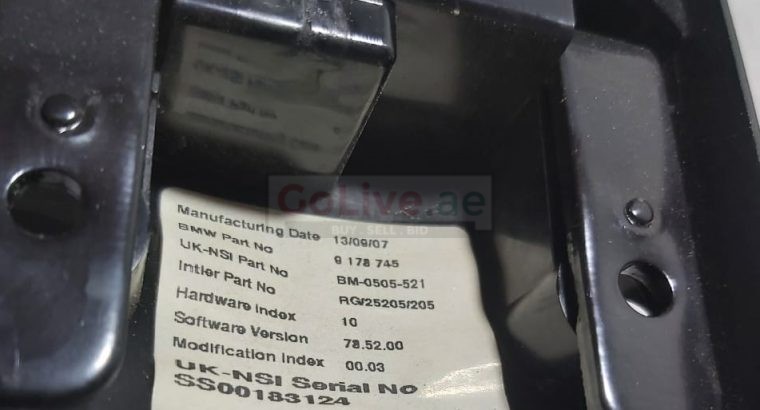 GoLive.ae
BUY . SELL . BID
Manufacturing Date 13/09/07
BMW Part No 9 178 745
UK-NSI Part No BM-0505-521
Intier Part No RG/25205/205
Hardware Index 10
Software Version 78.52.00
Modification Index 00.03
UK-NSI Serial No
SS00183124